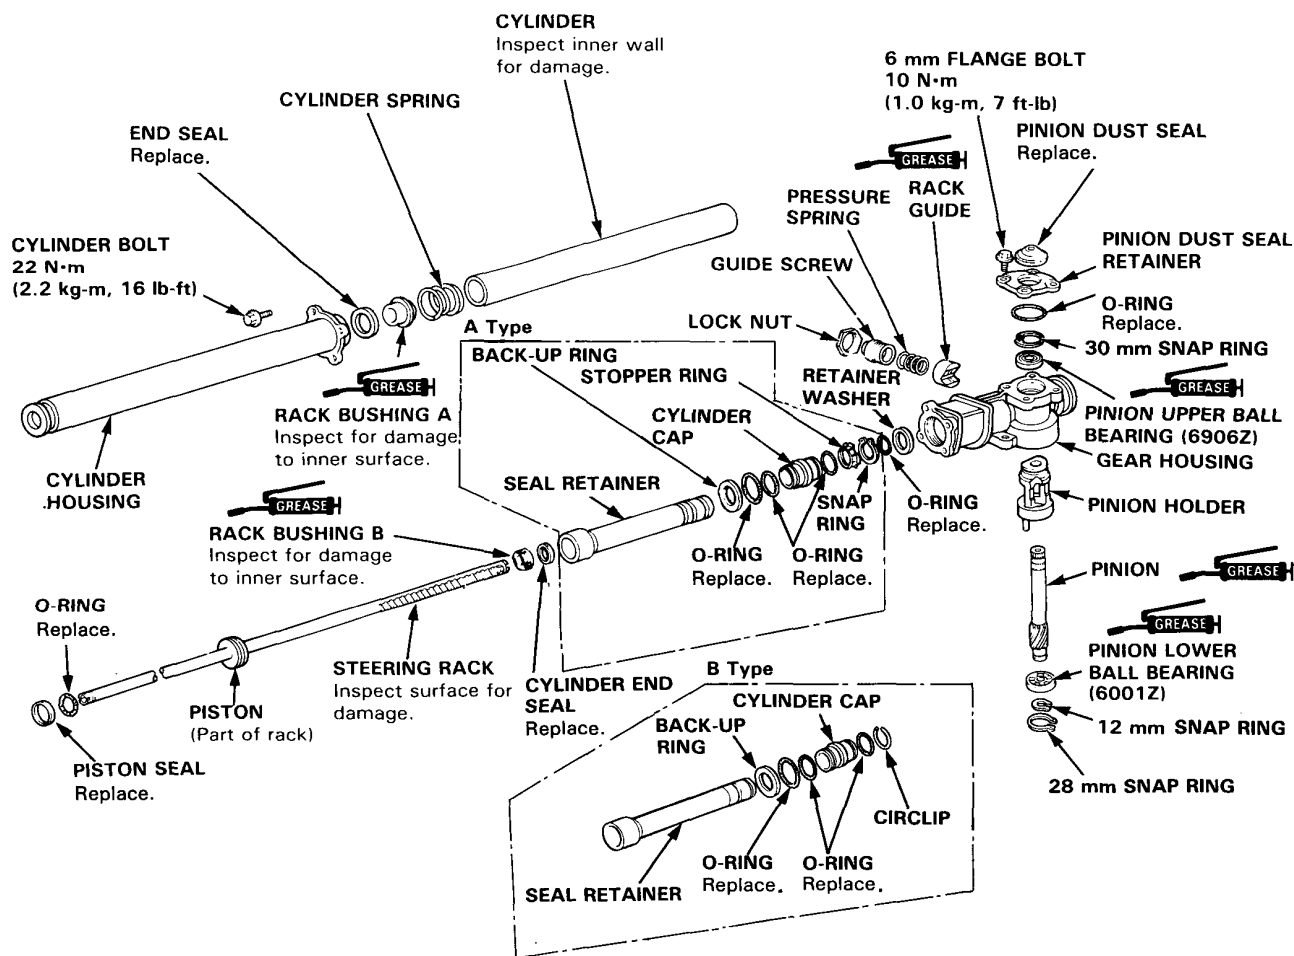 CYLINDER
Inspect inner wall
for damage.
6 mm FLANGE BOLT
10 N·m
(1.0 kg-m, 7 ft-lb)
CYLINDER SPRING
PINION DUST SEAL
Replace.
END SEAL
Replace.
GREASE
RACK
GUIDE
PRESSURE
SPRING
CYLINDER BOLT
22 N·m
(2.2 kg-m, 16 lb-ft)
PINION DUST SEAL
RETAINER
GUIDE SCREW
O-RING
Replace.
LOCK NUT
A Type
30 mm SNAP RING
BACK-UP RING
STOPPER RING
RETAINER
WASHER
GREASE
GREASE
RACK BUSHING A
Inspect for damage
to inner surface.
CYLINDER
CAP
PINION UPPER BALL
BEARING (6906Z)
GEAR HOUSING
CYLINDER
.HOUSING
SEAL RETAINER
SNAP
RING
O-RING
Replace.
PINION HOLDER
GREASE
RACK BUSHING B
Inspect for damage
to inner surface.
O-RING
Replace.
O-RING
Replace.
PINION
GREASE
O-RING
Replace.
GREASE
STEERING RACK
Inspect surface for
damage.
CYLINDER END
SEAL
Replace.
B Type
PINION LOWER
BALL BEARING
(6001Z)
PISTON
(Part of rack)
CYLINDER CAP
BACK-UP
RING
12 mm SNAP RING
PISTON SEAL
Replace.
28 mm SNAP RING
CIRCLIP
O-RING
Replace.
O-RING
Replace.
SEAL RETAINER